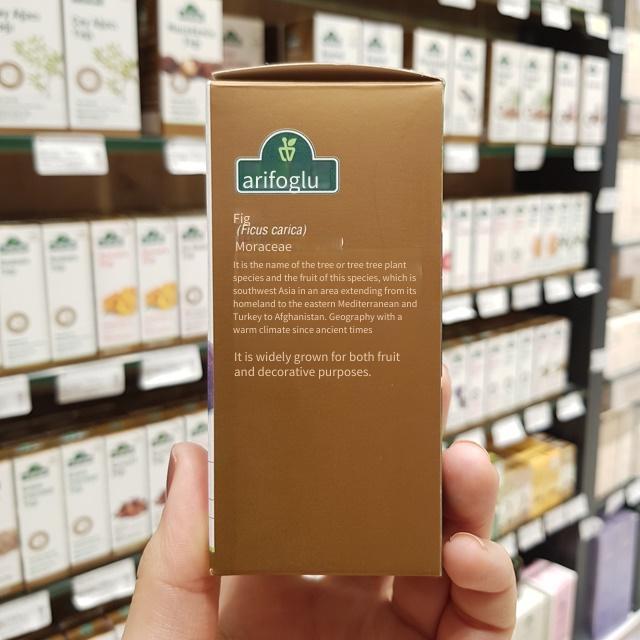 arifoglu
Fig
(Ficus carica)
Moraceae
It is the name of the tree or tree tree plant
species and the fruit of this species, which is
southwest Asia in an area extending from its
homeland to the eastern Mediterranean and
Turkey to Afghanistan. Geography with a
warm climate since ancient times
It is widely grown for both fruit
and decorative purposes.